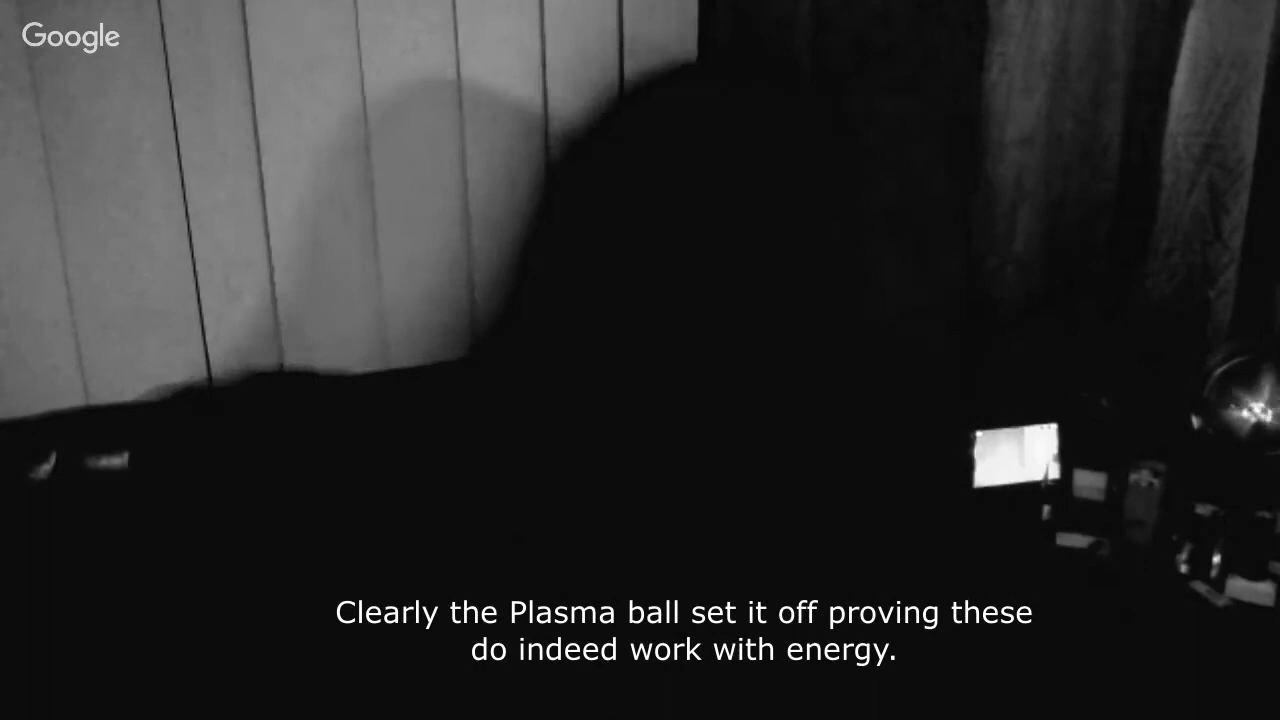 Google
Clearly the Plasma ball set it off proving these
do indeed work with energy.